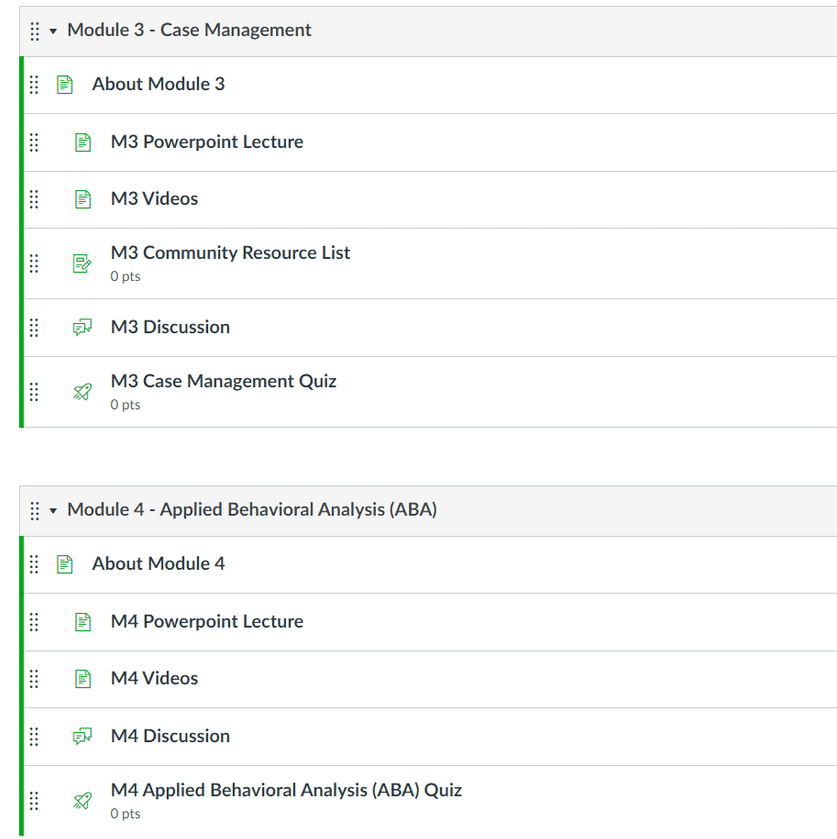 Module 3 - Case Management
About Module 3
M3 Powerpoint Lecture
M3 Videos
M3 Community Resource List
0 pts
M3 Discussion
M3 Case Management Quiz
0 pts
Module 4 - Applied Behavioral Analysis (ABA)
About Module 4
M4 Powerpoint Lecture
M4 Videos
M4 Discussion
M4 Applied Behavioral Analysis (ABA) Quiz
0 pts